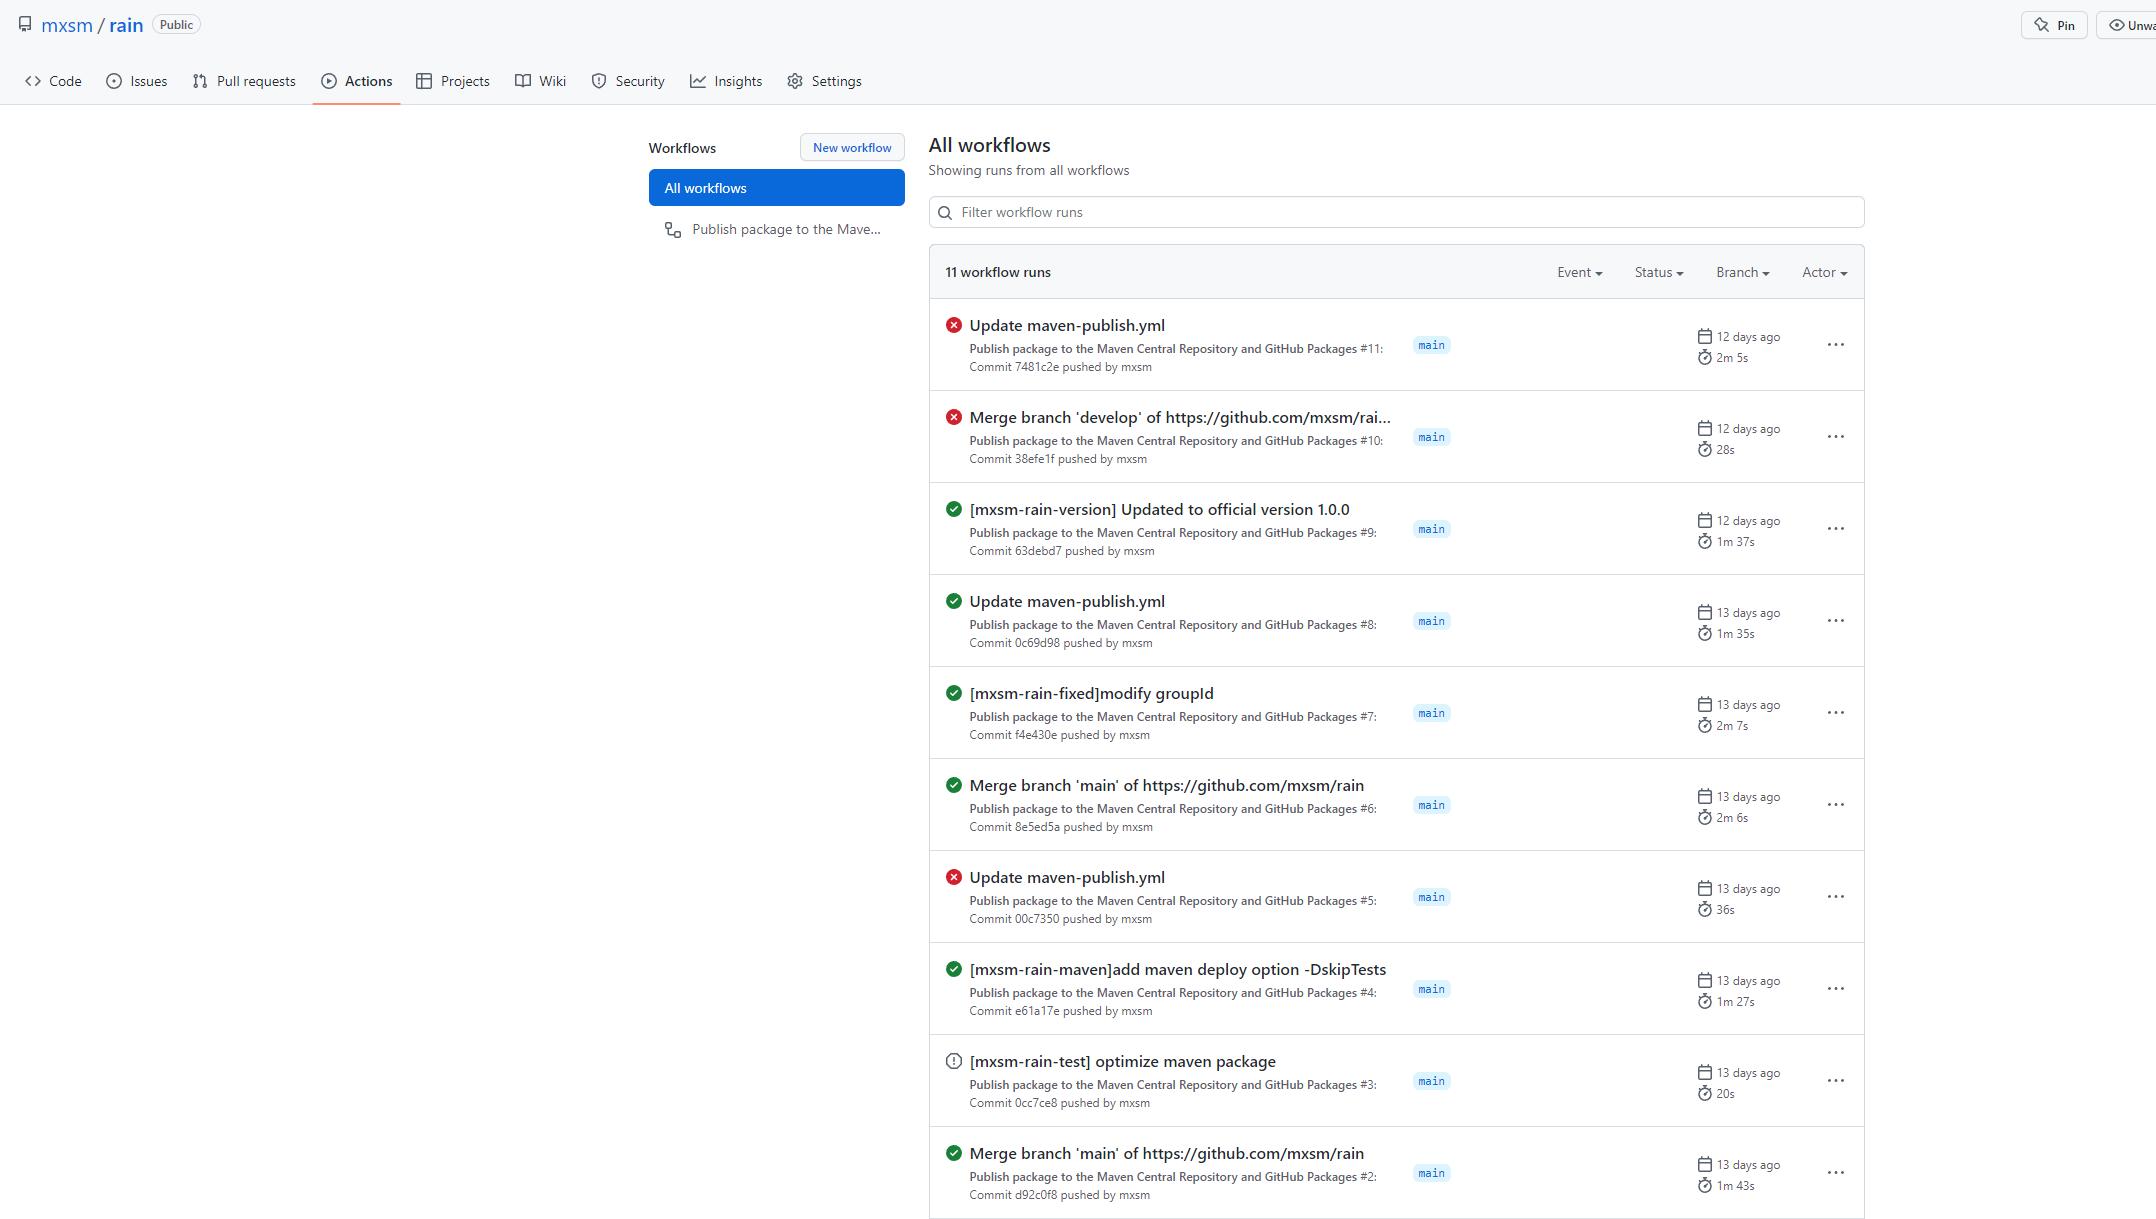 mxsm / rain Public
Pin
Unwa
Code Issues Pull requests Actions Projects Wiki Security Insights Settings
Workflows
New workflow
All workflows
Publish package to the Mave...
All workflows
Showing runs from all workflows
Filter workflow runs
11 workflow runs
Event Status Branch Actor
Update maven-publish.yml
Publish package to the Maven Central Repository and GitHub Packages #11:
Commit 7481c2e pushed by mxsm
main
12 days ago
2m 5s
Merge branch 'develop' of https://github.com/mxsm/rai...
Publish package to the Maven Central Repository and GitHub Packages #10:
Commit 38efe1f pushed by mxsm
main
12 days ago
28s
[mxsm-rain-version] Updated to official version 1.0.0
Publish package to the Maven Central Repository and GitHub Packages #9:
Commit 63debd7 pushed by mxsm
main
12 days ago
1m 37s
Update maven-publish.yml
Publish package to the Maven Central Repository and GitHub Packages #8:
Commit 0c69d98 pushed by mxsm
main
13 days ago
1m 35s
[mxsm-rain-fixed]modify groupId
Publish package to the Maven Central Repository and GitHub Packages #7:
Commit f4e430e pushed by mxsm
main
13 days ago
2m 7s
Merge branch 'main' of https://github.com/mxsm/rain
Publish package to the Maven Central Repository and GitHub Packages #6:
Commit 8e5ed5a pushed by mxsm
main
13 days ago
2m 6s
Update maven-publish.yml
Publish package to the Maven Central Repository and GitHub Packages #5:
Commit 00c7350 pushed by mxsm
main
13 days ago
36s
[mxsm-rain-maven]add maven deploy option -DskipTests
Publish package to the Maven Central Repository and GitHub Packages #4:
Commit e61a17e pushed by mxsm
main
13 days ago
1m 27s
[mxsm-rain-test] optimize maven package
Publish package to the Maven Central Repository and GitHub Packages #3:
Commit 0cc7ce8 pushed by mxsm
main
13 days ago
20s
Merge branch 'main' of https://github.com/mxsm/rain
Publish package to the Maven Central Repository and GitHub Packages #2:
Commit d92c0f8 pushed by mxsm
main
13 days ago
1m 43s